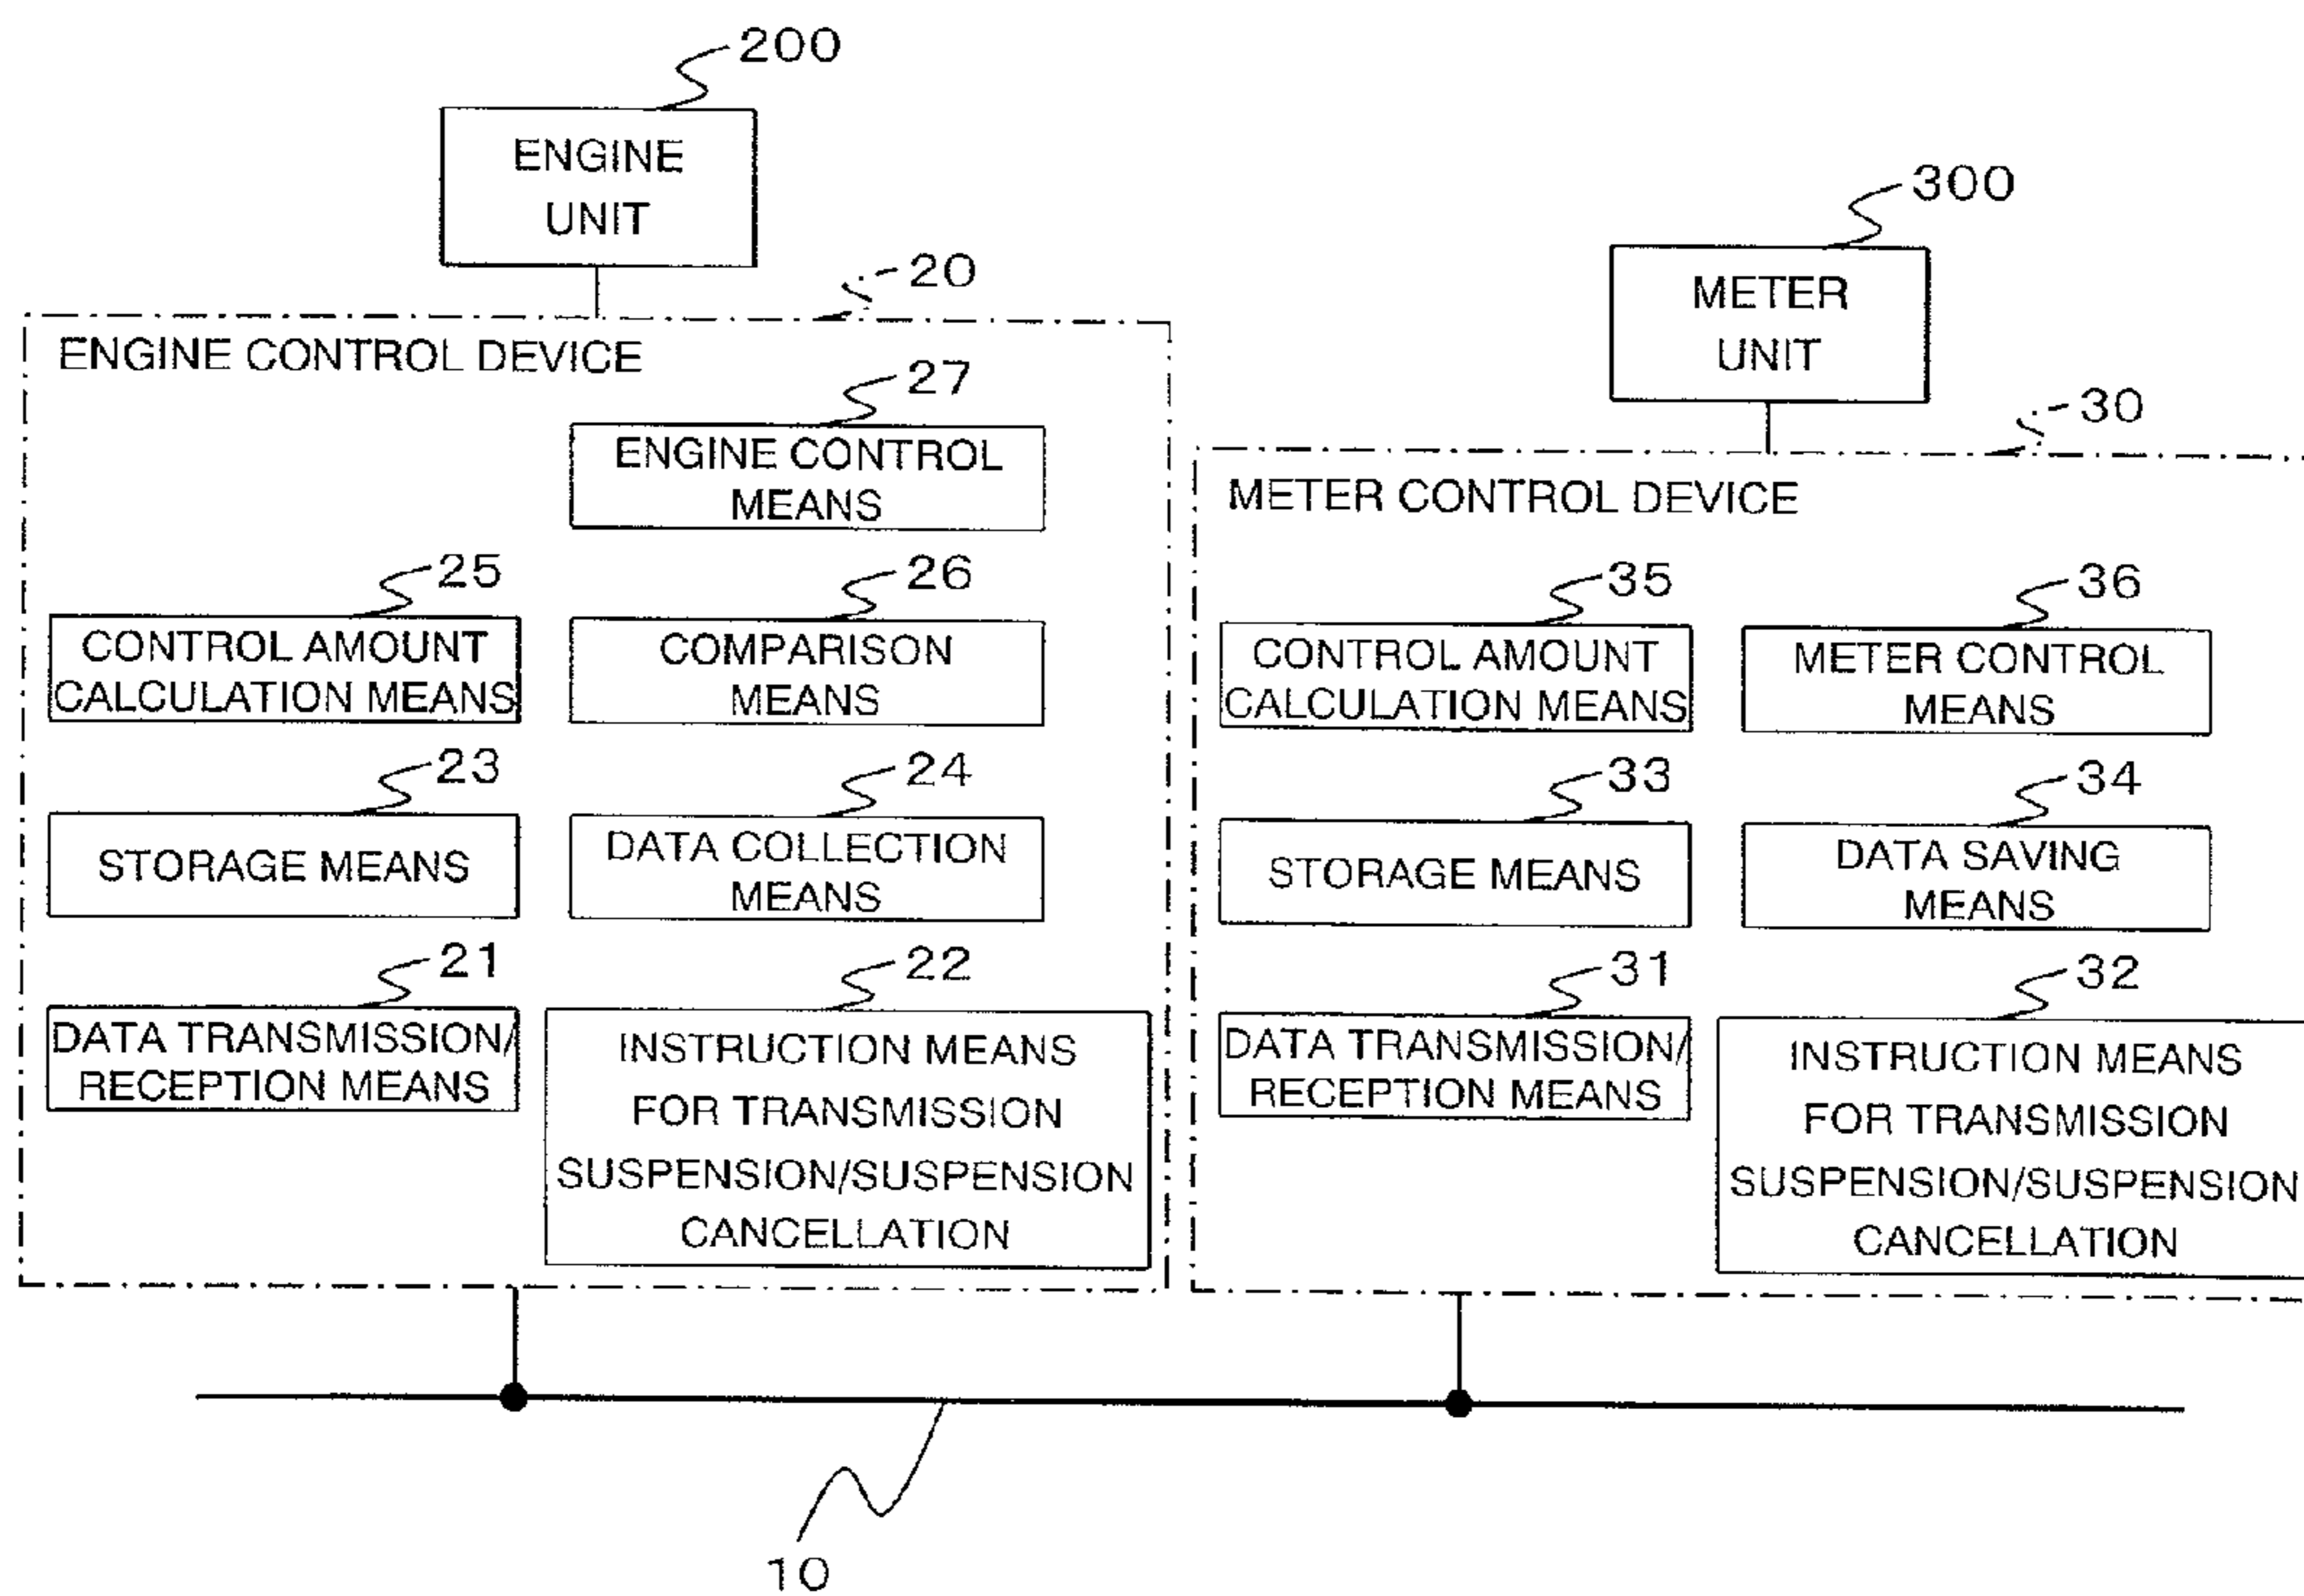 200
ENGINE
UNIT
20
ENGINE CONTROL DEVICE
27
ENGINE CONTROL
MEANS
25
CONTROL AMOUNT
CALCULATION MEANS
26
COMPARISON
MEANS
23
STORAGE MEANS
24
DATA COLLECTION
MEANS
21
DATA TRANSMISSION/
RECEPTION MEANS
22
INSTRUCTION MEANS
FOR TRANSMISSION
SUSPENSION/SUSPENSION
CANCELLATION
300
METER
UNIT
30
METER CONTROL DEVICE
35
CONTROL AMOUNT
CALCULATION MEANS
36
METER CONTROL
MEANS
33
STORAGE MEANS
34
DATA SAVING
MEANS
31
DATA TRANSMISSION/
RECEPTION MEANS
32
INSTRUCTION MEANS
FOR TRANSMISSION
SUSPENSION/SUSPENSION
CANCELLATION
10